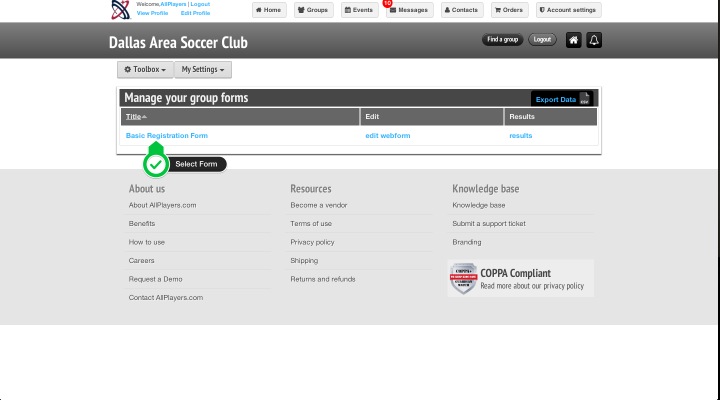 Welcome,AllPlayers | Logout
View Profile Edit Profile
Home Groups Events 10 Messages Contacts Orders Account settings
Dallas Area Soccer Club
Find a group Logout
Toolbox My Settings
Manage your group forms
Export Data
Title Edit Results
Basic Registration Form edit webform results
Select Form
About us Resources Knowledge base
About AllPlayers.com Become a vendor Knowledge base
Benefits Terms of use Submit a support ticket
How to use Privacy policy Branding
Careers Shipping
Request a Demo Returns and refunds
Contact AllPlayers.com
COPPA Compliant
Read more about our privacy policy